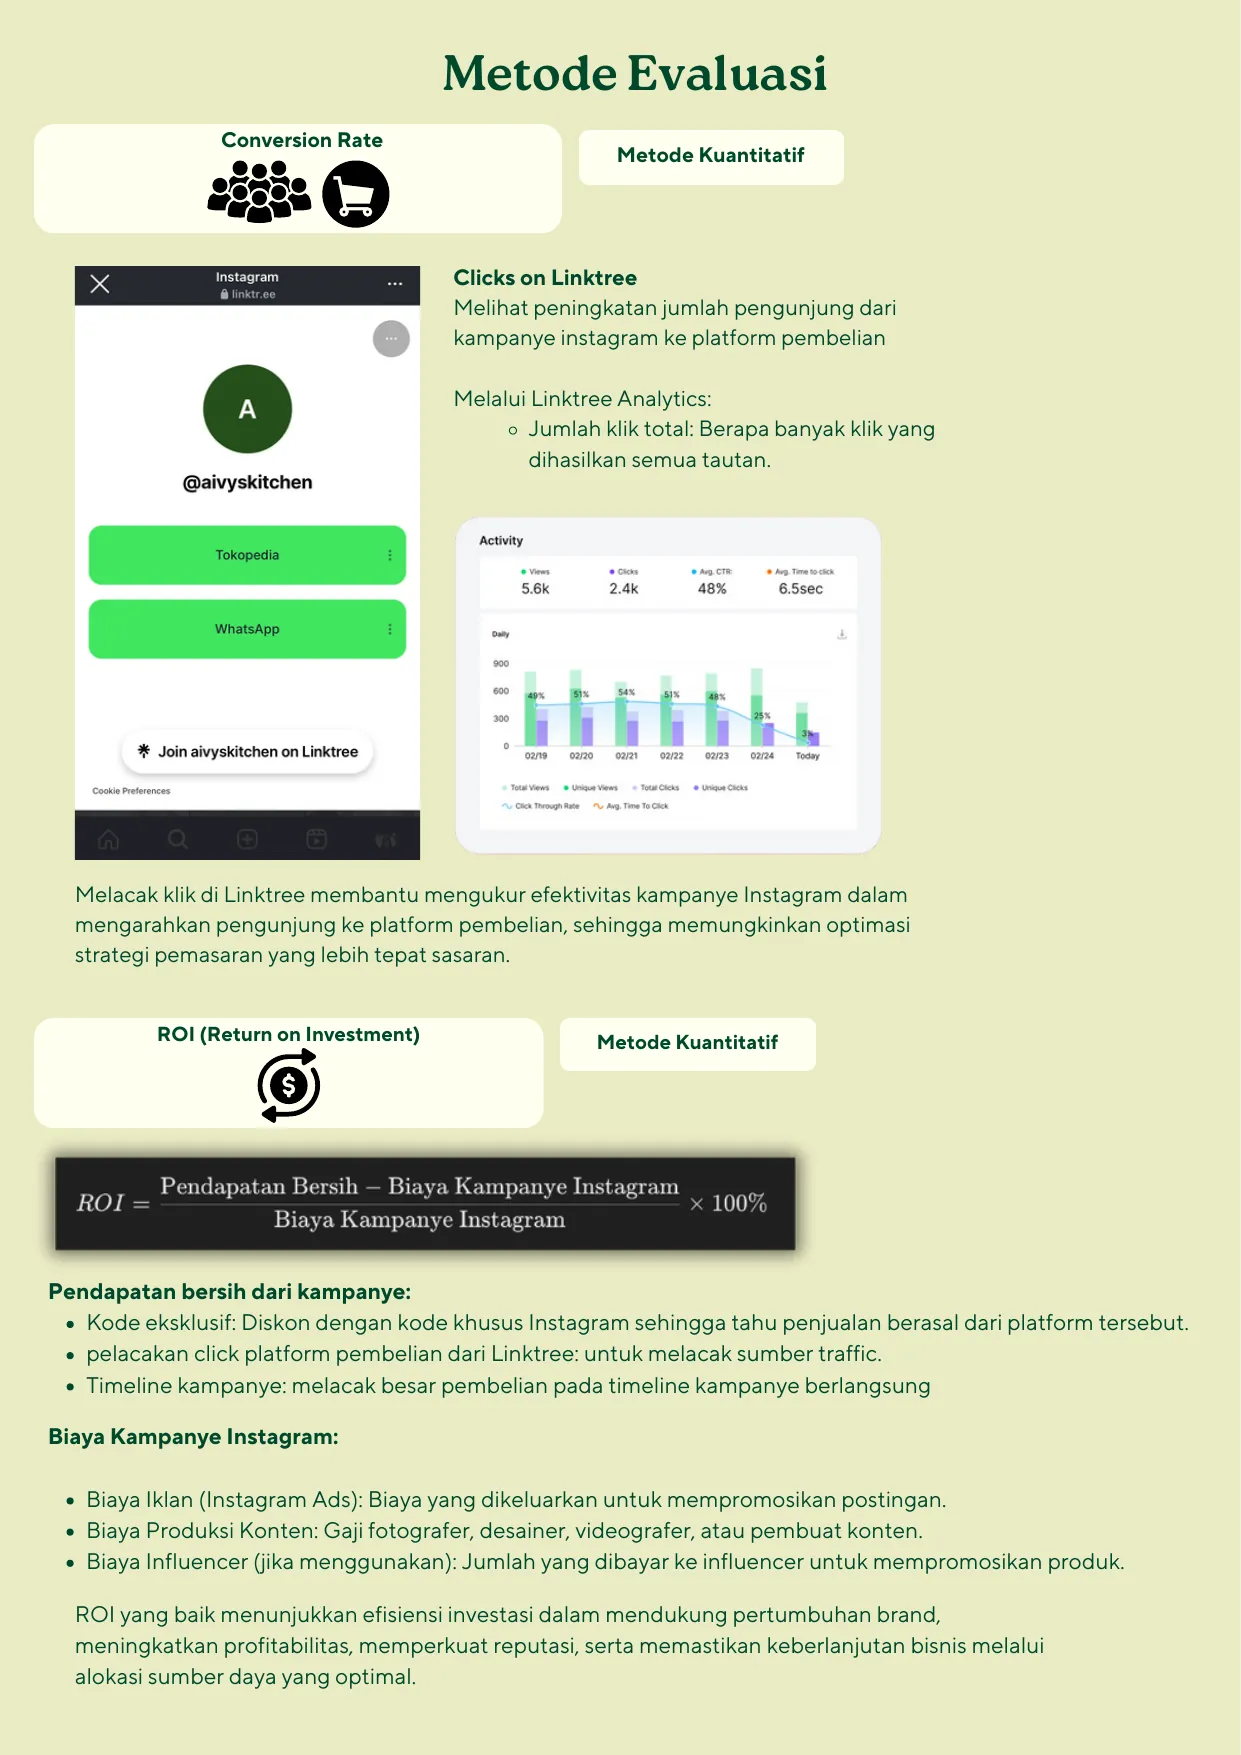 Metode Evaluasi
Conversion Rate
Metode Kuantitatif
Instagram
linktr.ee
A
@aivyskitchen
Tokopedia
WhatsApp
Join aivyskitchen on Linktree
Cookie Preferences
Clicks on Linktree
Melihat peningkatan jumlah pengunjung dari
kampanye instagram ke platform pembelian
Melalui Linktree Analytics:
Jumlah klik total: Berapa banyak klik yang
dihasilkan semua tautan.
Activity
Views Clicks Avg. CTR: Avg. Time to click
5.6k 2.4k 48% 6.5sec
Daily
900
600
300
0
49% 51% 54% 51% 48% 25% 3%
02/19 02/20 02/21 02/22 02/23 02/24 Today
Total Views Unique Views Total Clicks Unique Clicks
Click Through Rate Avg. Time To Click
Melacak klik di Linktree membantu mengukur efektivitas kampanye Instagram dalam
mengarahkan pengunjung ke platform pembelian, sehingga memungkinkan optimasi
strategi pemasaran yang lebih tepat sasaran.
ROI (Return on Investment)
$
Metode Kuantitatif
ROI = Pendapatan Bersih − Biaya Kampanye Instagram × 100%
Biaya Kampanye Instagram
Pendapatan bersih dari kampanye:
• Kode eksklusif: Diskon dengan kode khusus Instagram sehingga tahu penjualan berasal dari platform tersebut.
• pelacakan click platform pembelian dari Linktree: untuk melacak sumber traffic.
• Timeline kampanye: melacak besar pembelian pada timeline kampanye berlangsung
Biaya Kampanye Instagram:
• Biaya Iklan (Instagram Ads): Biaya yang dikeluarkan untuk mempromosikan postingan.
• Biaya Produksi Konten: Gaji fotografer, desainer, videografer, atau pembuat konten.
• Biaya Influencer (jika menggunakan): Jumlah yang dibayar ke influencer untuk mempromosikan produk.
ROI yang baik menunjukkan efisiensi investasi dalam mendukung pertumbuhan brand,
meningkatkan profitabilitas, memperkuat reputasi, serta memastikan keberlanjutan bisnis melalui
alokasi sumber daya yang optimal.